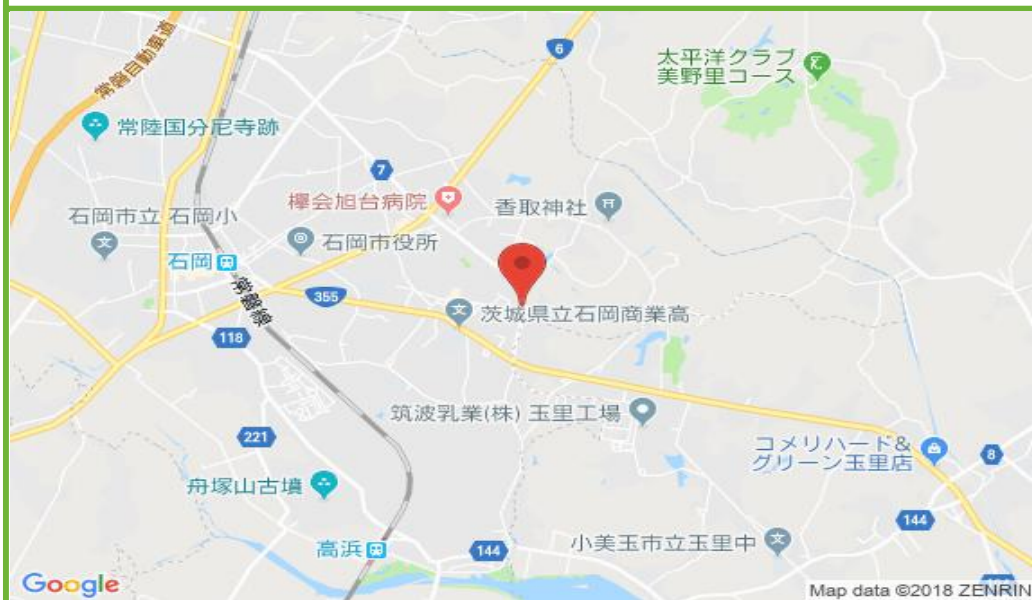 6
太平洋クラブ
美野里コース
常磐自動車道
常陸国分尼寺跡
7
欅会旭台病院
香取神社
石岡市立 石岡小
石岡市役所
石岡
常磐線
355
茨城県立石岡商業高
118
筑波乳業(株) 玉里工場
221
コメリハード&
グリーン玉里店
8
舟塚山古墳
144
高浜
144
小美玉市立玉里中
Google
Map data ©2018 ZENRIN